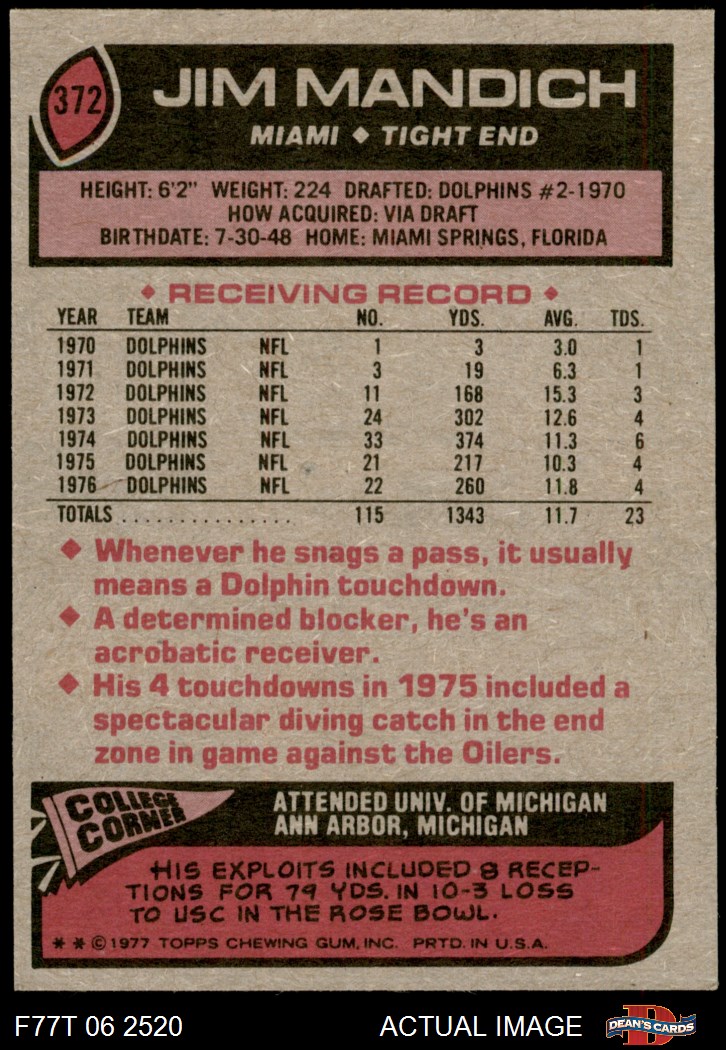 372
JIM MANDICH
MIAMI ◆ TIGHT END
HEIGHT: 6'2" WEIGHT: 224 DRAFTED: DOLPHINS #2-1970
HOW ACQUIRED: VIA DRAFT
BIRTHDATE: 7-30-48 HOME: MIAMI SPRINGS, FLORIDA
◆ RECEIVING RECORD ◆
YEAR TEAM NO. YDS. AVG. TDS.
1970 DOLPHINS NFL 1 3 3.0 1
1971 DOLPHINS NFL 3 19 6.3 1
1972 DOLPHINS NFL 11 168 15.3 3
1973 DOLPHINS NFL 24 302 12.6 4
1974 DOLPHINS NFL 33 374 11.3 6
1975 DOLPHINS NFL 21 217 10.3 4
1976 DOLPHINS NFL 22 260 11.8 4
TOTALS . . . . . . . . . . . . . . . 115 1343 11.7 23
◆ Whenever he snags a pass, it usually
means a Dolphin touchdown.
◆ A determined blocker, he's an
acrobatic receiver.
◆ His 4 touchdowns in 1975 included a
spectacular diving catch in the end
zone in game against the Oilers.
COLLEGE
CORNER
ATTENDED UNIV. OF MICHIGAN
ANN ARBOR, MICHIGAN
HIS EXPLOITS INCLUDED 8 RECEP-
TIONS FOR 79 YDS. IN 10-3 LOSS
TO USC IN THE ROSE BOWL.
* * © 1977 TOPPS CHEWING GUM, INC. PRTD. IN U.S.A.
F77T 06 2520 ACTUAL IMAGE
D
DEAN'S CARDS